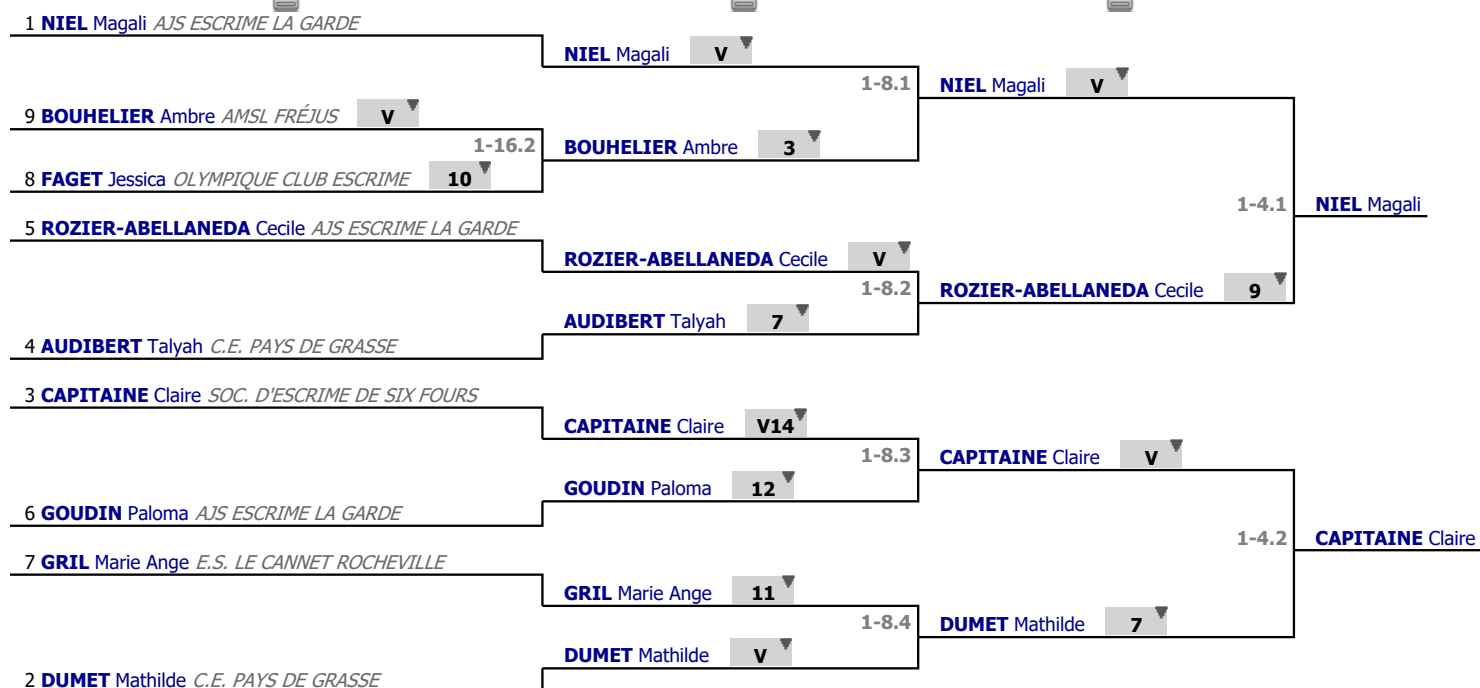 1 NIEL Magali AJS ESCRIME LA GARDE
NIEL Magali V
1-8.1
NIEL Magali V
9 BOUHELIER Ambre AMSL FRÉJUS V
1-16.2
BOUHELIER Ambre 3
8 FAGET Jessica OLYMPIQUE CLUB ESCRIME 10
1-4.1
NIEL Magali
5 ROZIER-ABELLANEDA Cecile AJS ESCRIME LA GARDE
ROZIER-ABELLANEDA Cecile V
1-8.2
ROZIER-ABELLANEDA Cecile 9
AUDIBERT Talyah 7
4 AUDIBERT Talyah C.E. PAYS DE GRASSE
3 CAPITAINE Claire SOC. D'ESCRIME DE SIX FOURS
CAPITAINE Claire V14
1-8.3
CAPITAINE Claire V
GOUDIN Paloma 12
6 GOUDIN Paloma AJS ESCRIME LA GARDE
1-4.2
CAPITAINE Claire
7 GRIL Marie Ange E.S. LE CANNET ROCHEVILLE
GRIL Marie Ange 11
1-8.4
DUMET Mathilde 7
DUMET Mathilde V
2 DUMET Mathilde C.E. PAYS DE GRASSE